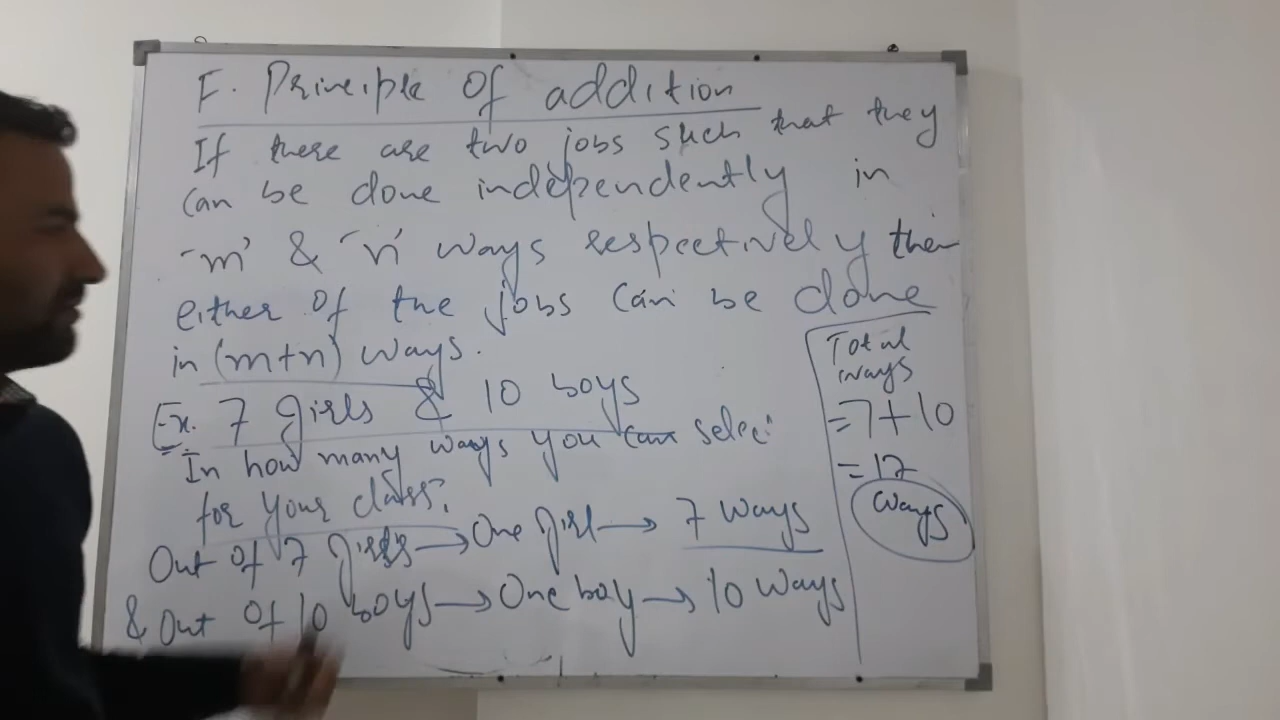 F. Principle of addition
If there are two jobs such that they
can be done independently in
'm' & 'n' ways respectively then
either of the jobs can be done
in (m+n) ways.
Ex. 7 girls & 10 boys
In how many ways you can selec
for your class?
Out of 7 girls → One girl → 7 ways
& Out of 10 boys → One boy → 10 ways
Total
ways
= 7 + 10
= 17
ways